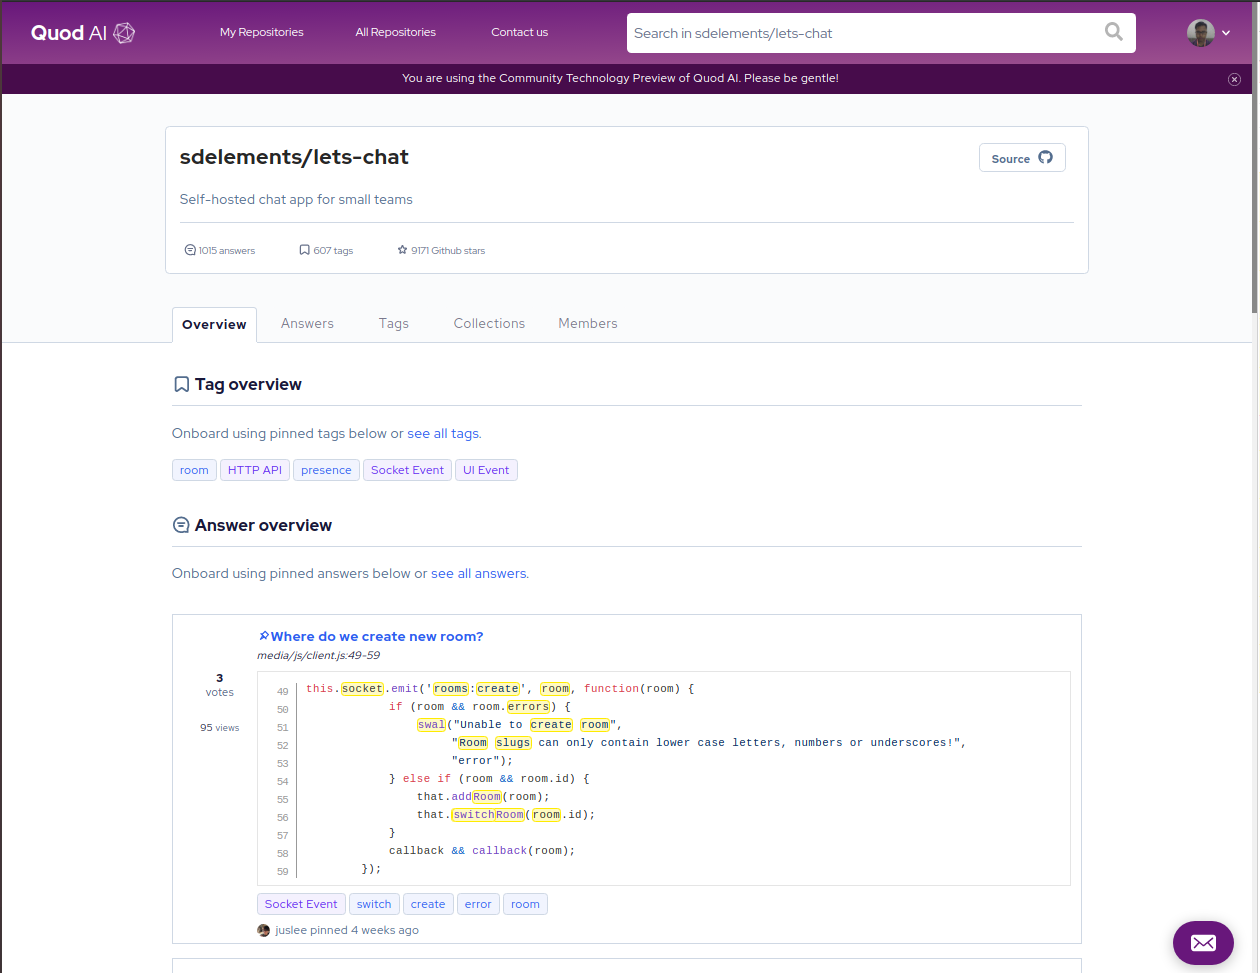 Quod AI My Repositories All Repositories Contact us Search in sdelements/lets-chat
You are using the Community Technology Preview of Quod AI. Please be gentle!
sdelements/lets-chat
Source
Self-hosted chat app for small teams
1015 answers 607 tags 9171 Github stars
Overview Answers Tags Collections Members
Tag overview
Onboard using pinned tags below or see all tags.
room HTTP API presence Socket Event UI Event
Answer overview
Onboard using pinned answers below or see all answers.
Where do we create new room?
media/js/client.js:49-59
3
votes
95 views
49 this.socket.emit('rooms:create', room, function(room) {
50 if (room && room.errors) {
51 swal("Unable to create room",
52 "Room slugs can only contain lower case letters, numbers or underscores!",
53 "error");
54 } else if (room && room.id) {
55 that.addRoom(room);
56 that.switchRoom(room.id);
57 }
58 callback && callback(room);
59 });
Socket Event switch create error room
juslee pinned 4 weeks ago